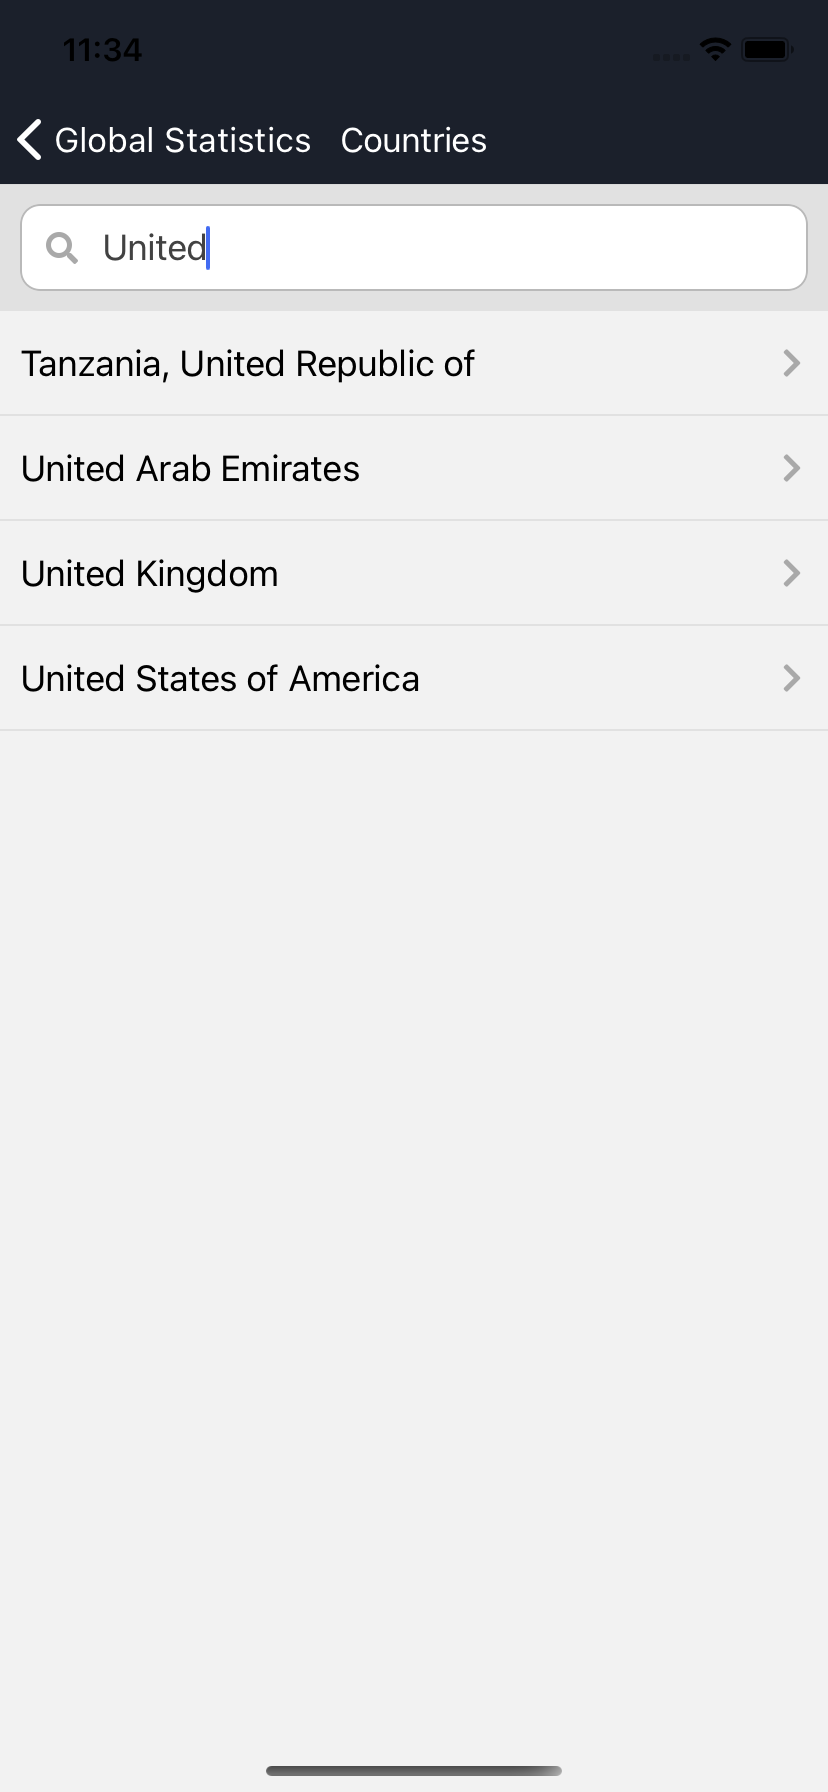 11:34
Global Statistics Countries
United
Tanzania, United Republic of
United Arab Emirates
United Kingdom
United States of America